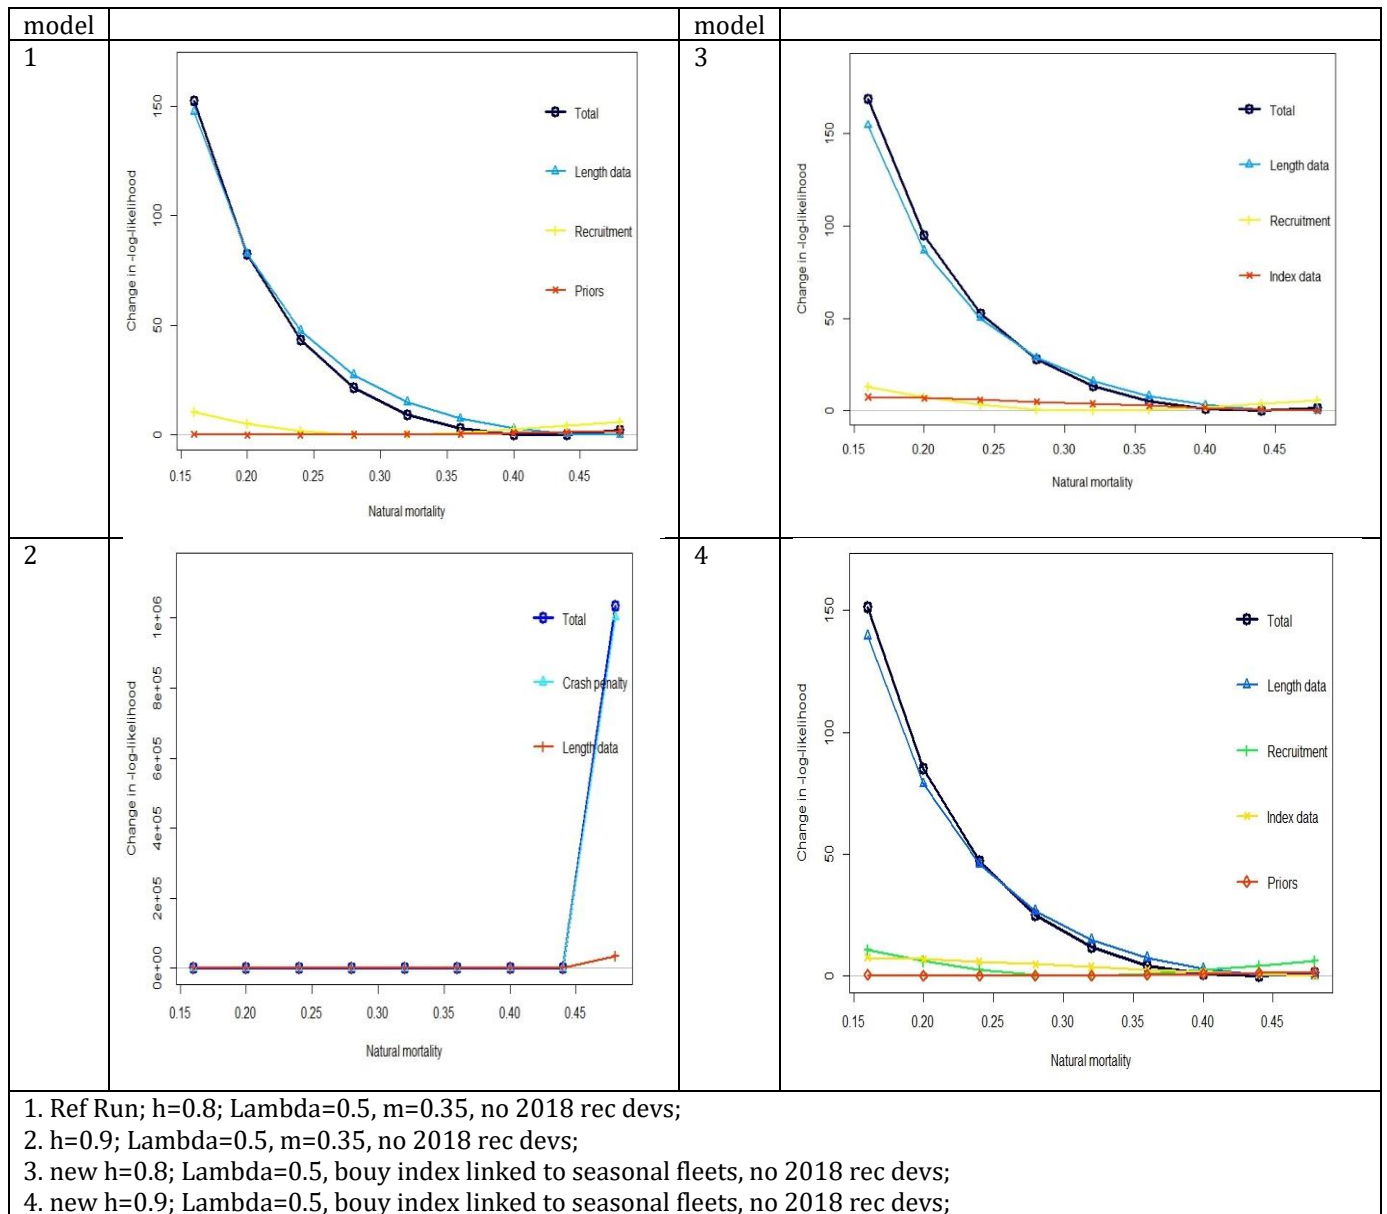 model
model
1
3
150
100
50
0
Change in -log-likelihood
Total
Length data
Recruitment
Priors
0.15 0.20 0.25 0.30 0.35 0.40 0.45
Natural mortality
150
100
50
0
Change in -log-likelihood
Total
Length data
Recruitment
Index data
0.15 0.20 0.25 0.30 0.35 0.40 0.45
Natural mortality
2
4
1e+06
8e+05
6e+05
4e+05
2e+05
0e+00
Change in -log-likelihood
Total
Crash penalty
Length data
0.15 0.20 0.25 0.30 0.35 0.40 0.45
Natural mortality
150
100
50
0
Change in -log-likelihood
Total
Length data
Recruitment
Index data
Priors
0.15 0.20 0.25 0.30 0.35 0.40 0.45
Natural mortality
1. Ref Run; h=0.8; Lambda=0.5, m=0.35, no 2018 rec devs;
2. h=0.9; Lambda=0.5, m=0.35, no 2018 rec devs;
3. new h=0.8; Lambda=0.5, bouy index linked to seasonal fleets, no 2018 rec devs;
4. new h=0.9; Lambda=0.5, bouy index linked to seasonal fleets, no 2018 rec devs;